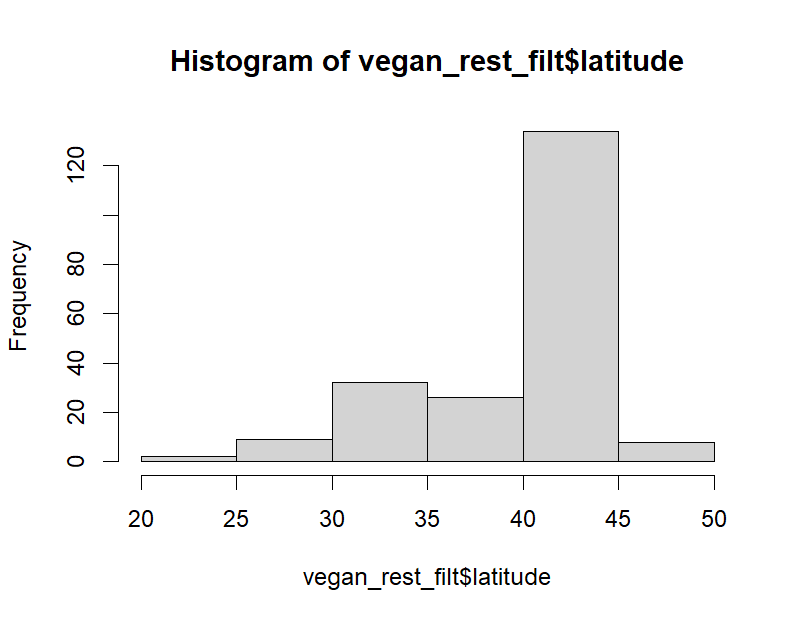 Histogram of vegan_rest_filt$latitude
Frequency
120
80
60
40
20
0
20 25 30 35 40 45 50
vegan_rest_filt$latitude